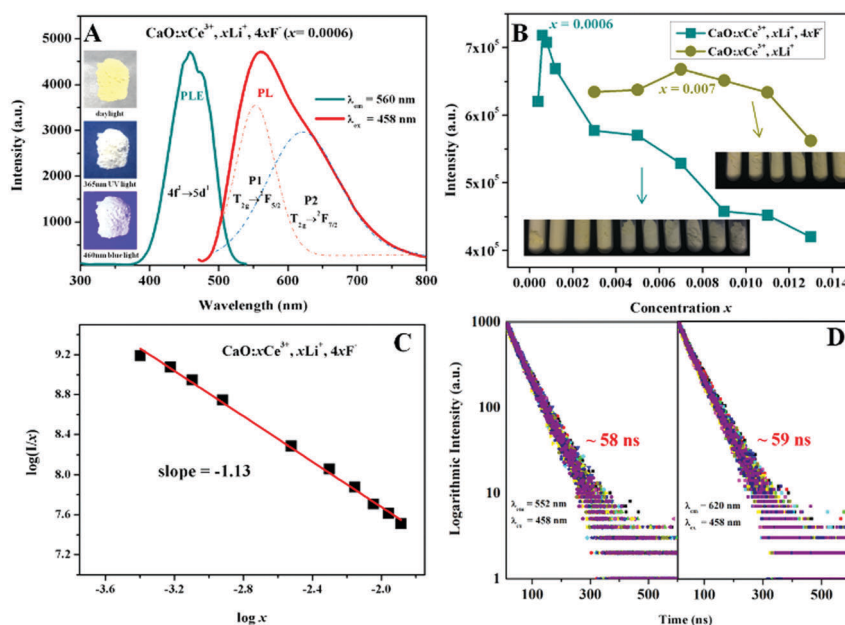 A
CaO:xCe³⁺, xLi⁺, 4xF⁻ (x= 0.0006)
5000
4000
3000
2000
1000
Intensity (a.u.)
PLE
PL
λem = 560 nm
λex = 458 nm
daylight
365nm UV light
460nm blue light
4f¹→5d¹
P1
T2g→²F5/2
P2
T2g→²F7/2
300 400 500 600 700 800
Wavelength (nm)
B
x = 0.0006
CaO:xCe³⁺, xLi⁺, 4xF⁻
CaO:xCe³⁺, xLi⁺
x = 0.007
7x10⁵
6x10⁵
5x10⁵
4x10⁵
Intensity (a.u.)
0.000 0.002 0.004 0.006 0.008 0.010 0.012 0.014
Concentration x
C
CaO:xCe³⁺, xLi⁺, 4xF⁻
9.2
8.8
8.4
8.0
7.6
7.2
log(I/x)
slope = -1.13
-3.6 -3.2 -2.8 -2.4 -2.0
log x
D
1000
100
10
1
Logarithmic Intensity (a.u.)
~ 58 ns
λem = 552 nm
λex = 458 nm
~ 59 ns
λem = 620 nm
λex = 458 nm
100 300 500 100 300 500
Time (ns)